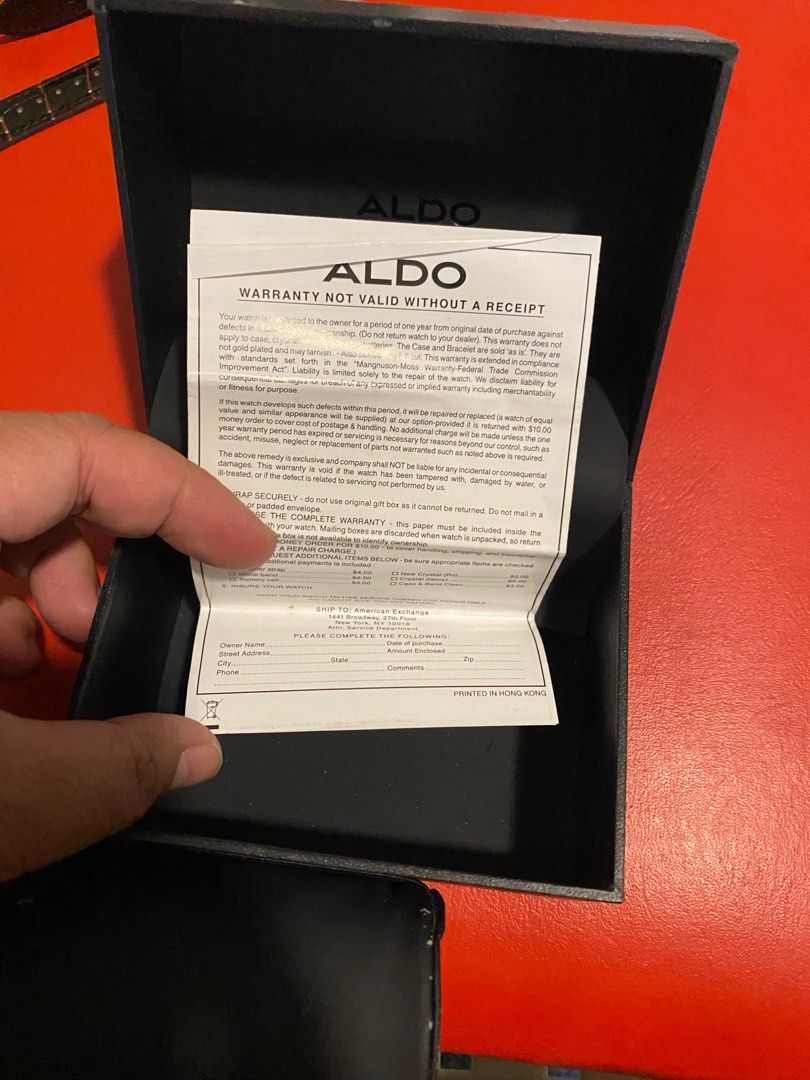 ALDO
ALDO
WARRANTY NOT VALID WITHOUT A RECEIPT
Your watch is to the owner for a period of one year from original date of purchase against
defects in (Do not return watch to your dealer). This warranty does not
apply to case, The Case and Bracelet are sold 'as is'. They are
not gold plated and may tarnish. This warranty is extended in compliance
with standards set forth in the "Mangnuson-Moss Warranty-Federal Trade Commission
Improvement Act". Liability is limited solely to the repair of the watch. We disclaim liability for
consequential damages for breach of any expressed or implied warranty including merchantability
or fitness for purpose.
If this watch develops such defects within this period, it will be repaired or replaced (a watch of equal
value and similar appearance will be supplied) at our option-provided it is returned with $10.00
money order to cover cost of postage & handling. No additional charge will be made unless the one
year warranty period has expired or servicing is necessary for reasons beyond our control, such as
accident, misuse, neglect or replacement of parts not warranted such as noted above is required.
The above remedy is exclusive and company shall NOT be liable for any incidental or consequential
damages. This warranty is void if the watch has been tampered with, damaged by water, or
ill-treated, or if the defect is related to servicing not performed by us.
RAP SECURELY - do not use original gift box as it cannot be returned. Do not mail in a
or padded envelope.
SE THE COMPLETE WARRANTY - this paper must be included inside the
with your watch. Mailing boxes are discarded when watch is unpacked, so return
box is not available to identify ownership.
MONEY ORDER FOR $10.00 - to cover handling, shipping, and insurance.
A REPAIR CHARGE.)
QUEST ADDITIONAL ITEMS BELOW - be sure appropriate items are checked
additional payments is included:
strap $4.00 New Crystal $5.00
Metal band $6.00 Crystal (fancy)
Battery cell $5.00 Case & Band $4.00
5. INSURE YOUR WATCH
SHIP TO: American Exchange
1441 Broadway, 27th Floor
New York, NY 10018
Attn: Service Department
PLEASE COMPLETE THE FOLLOWING:
Owner Name Date of purchase
Street Address Amount Enclosed
City State Zip
Phone Comments
PRINTED IN HONG KONG